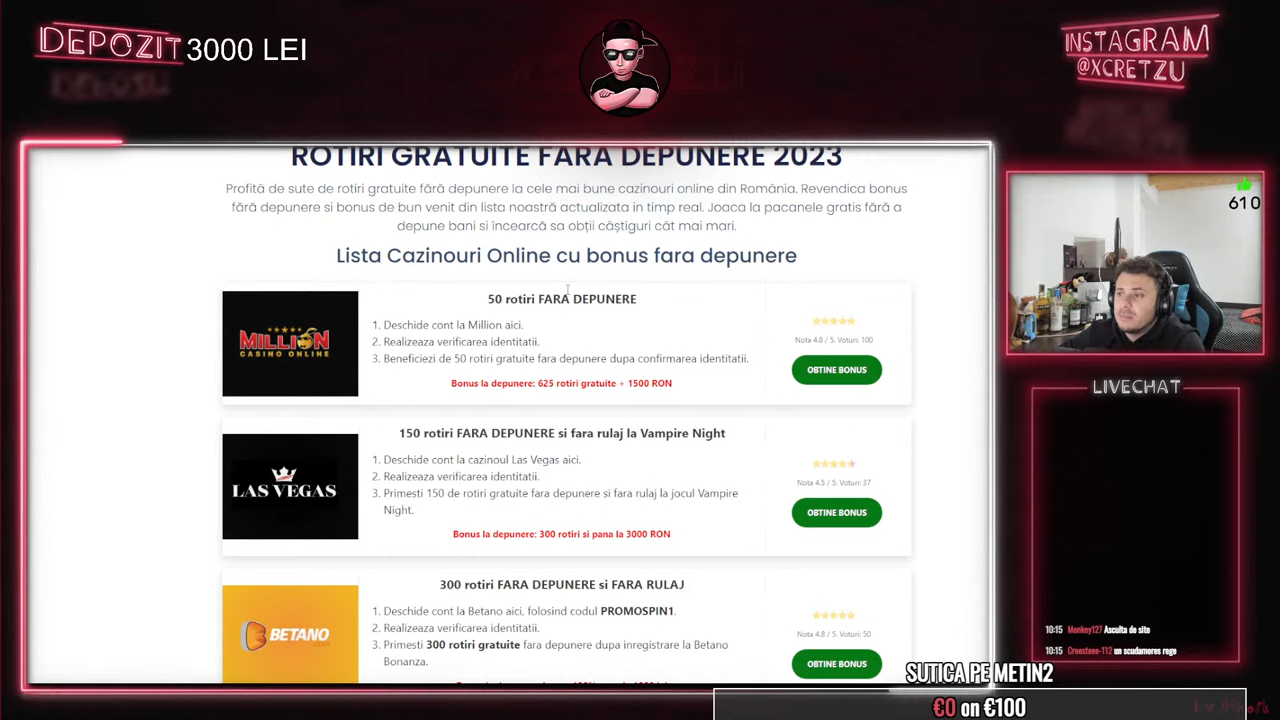 DEPOZIT 3000 LEI
INSTAGRAM
@XCRETZU
ROTIRI GRATUITE FARA DEPUNERE 2023
Profită de sute de rotiri gratuite fără depunere la cele mai bune cazinouri online din România. Revendica bonus
fără depunere si bonus de bun venit din lista noastră actualizata in timp real. Joaca la pacanele gratis fără a
depune bani si încearcă sa obții câștiguri cât mai mari.
Lista Cazinouri Online cu bonus fara depunere
MILLION
CASINO ONLINE
50 rotiri FARA DEPUNERE
1. Deschide cont la Million aici.
2. Realizeaza verificarea identitatii.
3. Beneficiezi de 50 rotiri gratuite fara depunere dupa confirmarea identitatii.
Bonus la depunere: 625 rotiri gratuite + 1500 RON
Nota 4.8 / 5. Voturi: 100
OBTINE BONUS
LAS VEGAS
150 rotiri FARA DEPUNERE si fara rulaj la Vampire Night
1. Deschide cont la cazinoul Las Vegas aici.
2. Realizeaza verificarea identitatii.
3. Primesti 150 de rotiri gratuite fara depunere si fara rulaj la jocul Vampire
Night.
Bonus la depunere: 300 rotiri si pana la 3000 RON
Nota 4.5 / 5. Voturi: 37
OBTINE BONUS
BETANO
300 rotiri FARA DEPUNERE si FARA RULAJ
1. Deschide cont la Betano aici, folosind codul PROMOSPIN1.
2. Realizeaza verificarea identitatii.
3. Primesti 300 rotiri gratuite fara depunere dupa inregistrare la Betano
Bonanza.
Nota 4.8 / 5. Voturi: 50
OBTINE BONUS
610
LIVECHAT
10:15 Monkey127 Asculta de site
10:15 Creesteee-112 un scudamores rege
SUTICA PE METIN2
€0 on €100